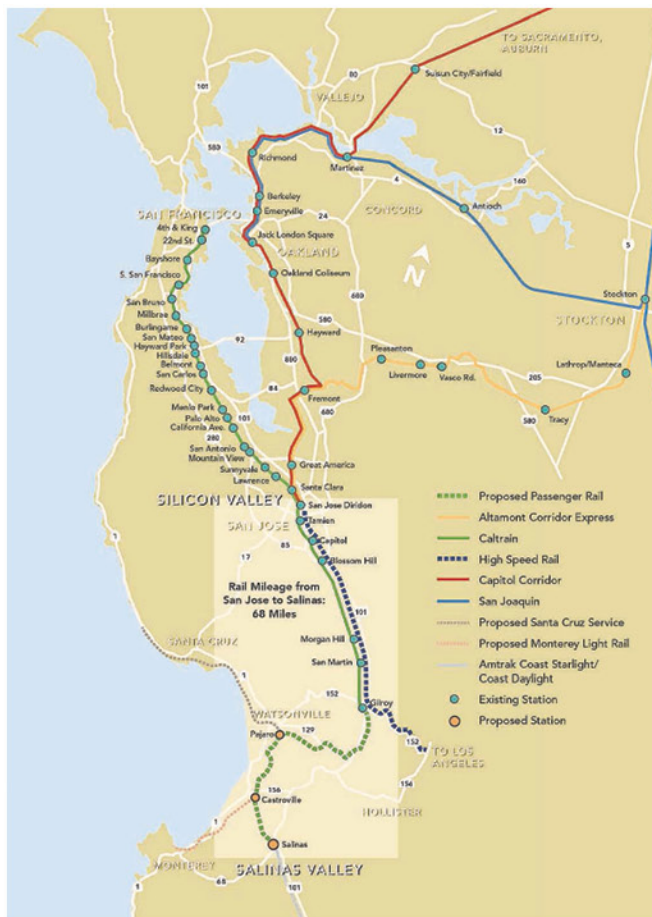 TO SACRAMENTO,
AUBURN
80
Suisun City/Fairfield
101
VALLEJO
12
580
Richmond
Martinez
4
160
Berkeley
CONCORD
Antioch
SAN FRANCISCO
Emeryville
24
5
4th & King
22nd St.
Jack London Square
OAKLAND
N
Bayshore
Oakland Coliseum
680
S. San Francisco
Stockton
San Bruno
Millbrae
580
STOCKTON
Burlingame
Hayward
San Mateo
92
Hayward Park
Pleasanton
Hillsdale
880
Livermore
Vasco Rd.
205
Lathrop/Manteca
Belmont
San Carlos
84
Redwood City
Fremont
680
580
Tracy
Menlo Park
Palo Alto
101
California Ave.
280
San Antonio
Mountain View
Great America
Sunnyvale
Lawrence
Santa Clara
SILICON VALLEY
San Jose Diridon
Tamien
SAN JOSE
Capitol
85
17
Blossom Hill
1
Rail Mileage from
San Jose to Salinas:
68 Miles
101
SANTA CRUZ
Morgan Hill
San Martin
1
152
WATSONVILLE
Gilroy
129
Pajaro
152
TO LOS
ANGELES
156
156
Castroville
HOLLISTER
1
Salinas
MONTEREY
SALINAS VALLEY
68
1
101
Proposed Passenger Rail
Altamont Corridor Express
Caltrain
High Speed Rail
Capitol Corridor
San Joaquin
Proposed Santa Cruz Service
Proposed Monterey Light Rail
Amtrak Coast Starlight/
Coast Daylight
Existing Station
Proposed Station